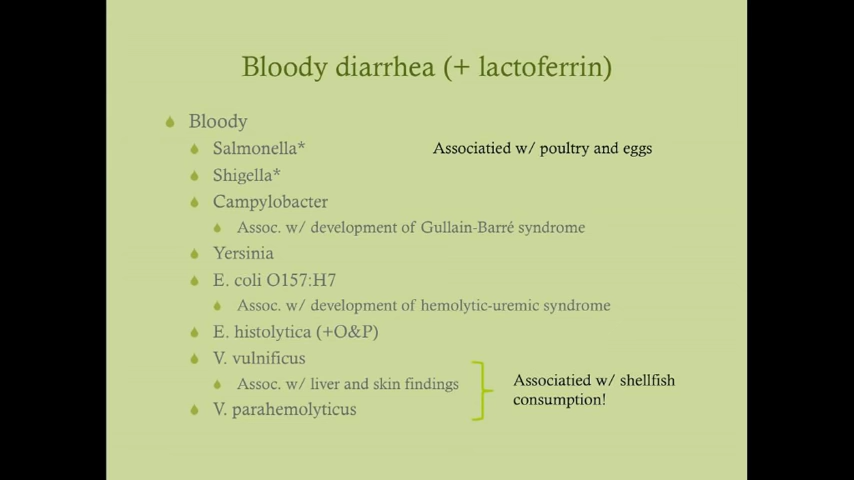 Bloody diarrhea (+ lactoferrin)
Bloody
Salmonella*
Associatied w/ poultry and eggs
Shigella*
Campylobacter
Assoc. w/ development of Gullain-Barré syndrome
Yersinia
E. coli O157:H7
Assoc. w/ development of hemolytic-uremic syndrome
E. histolytica (+O&P)
V. vulnificus
Assoc. w/ liver and skin findings
V. parahemolyticus
Associatied w/ shellfish
consumption!